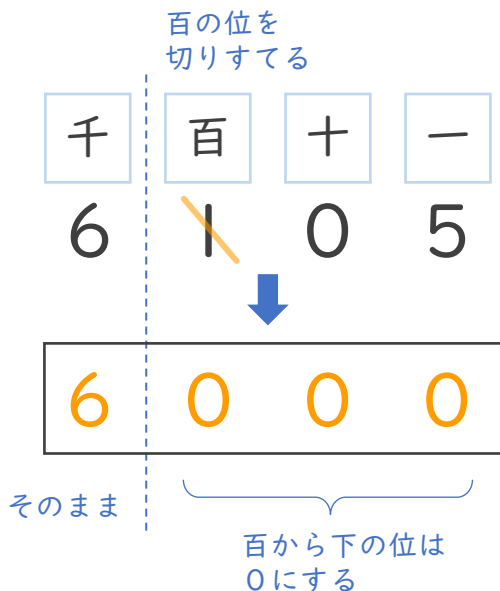 百の位を
切りすてる
千 百 十 一
6 1 0 5
6 0 0 0
そのまま
百から下の位は
0にする